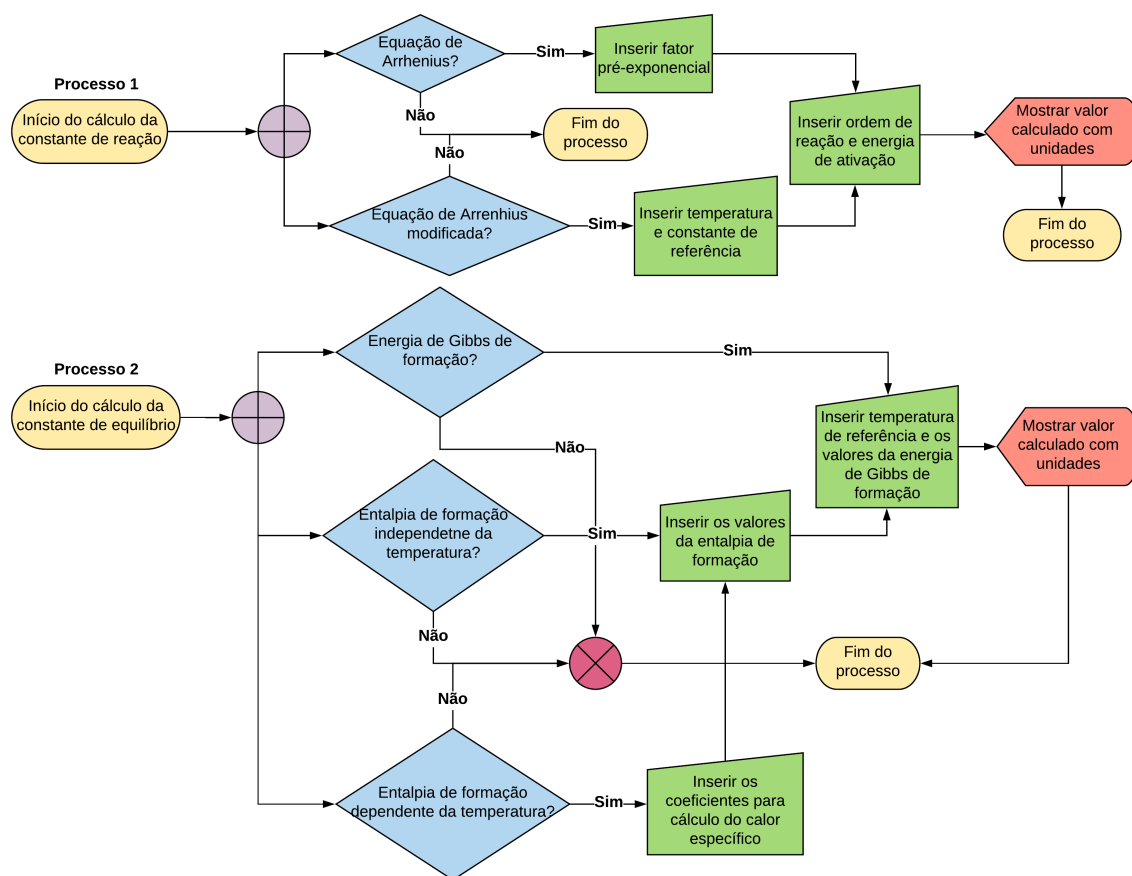 Processo 1
Início do cálculo da
constante de reação
Equação de
Arrhenius?
Sim
Inserir fator
pré-exponencial
Não
Fim do
processo
Não
Equação de Arrenhius
modificada?
Sim
Inserir temperatura
e constante de
referência
Inserir ordem de
reação e energia
de ativação
Mostrar valor
calculado com
unidades
Fim do
processo
Processo 2
Início do cálculo da
constante de equilíbrio
Energia de Gibbs de
formação?
Sim
Não
Inserir temperatura
de referência e os
valores da energia
de Gibbs de
formação
Mostrar valor
calculado com
unidades
Entalpia de formação
independetne da
temperatura?
Sim
Inserir os valores
da entalpia de
formação
Não
Fim do
processo
Não
Entalpia de formação
dependente da temperatura?
Sim
Inserir os
coeficientes para
cálculo do calor
específico